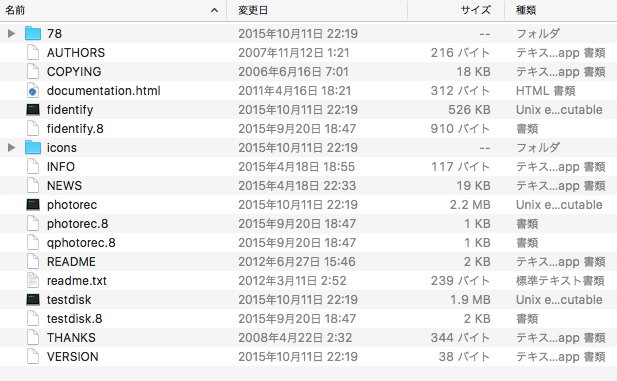 名前 変更日 サイズ 種類
78 2015年10月11日 22:19 -- フォルダ
AUTHORS 2007年11月12日 1:21 216 バイト テキス...app 書類
COPYING 2006年6月16日 7:01 18 KB テキス...app 書類
documentation.html 2011年4月16日 18:21 312 バイト HTML 書類
fidentify 2015年10月11日 22:19 526 KB Unix e...cutable
fidentify.8 2015年9月20日 18:47 910 バイト 書類
icons 2015年10月11日 22:19 -- フォルダ
INFO 2015年4月18日 18:55 117 バイト テキス...app 書類
NEWS 2015年4月18日 22:33 19 KB テキス...app 書類
photorec 2015年10月11日 22:19 2.2 MB Unix e...cutable
photorec.8 2015年9月20日 18:47 1 KB 書類
qphotorec.8 2015年9月20日 18:47 1 KB 書類
README 2012年6月27日 15:46 2 KB テキス...app 書類
readme.txt 2012年3月11日 2:52 239 バイト 標準テキスト書類
testdisk 2015年10月11日 22:19 1.9 MB Unix e...cutable
testdisk.8 2015年9月20日 18:47 2 KB 書類
THANKS 2008年4月22日 2:32 344 バイト テキス...app 書類
VERSION 2015年10月11日 22:19 38 バイト テキス...app 書類